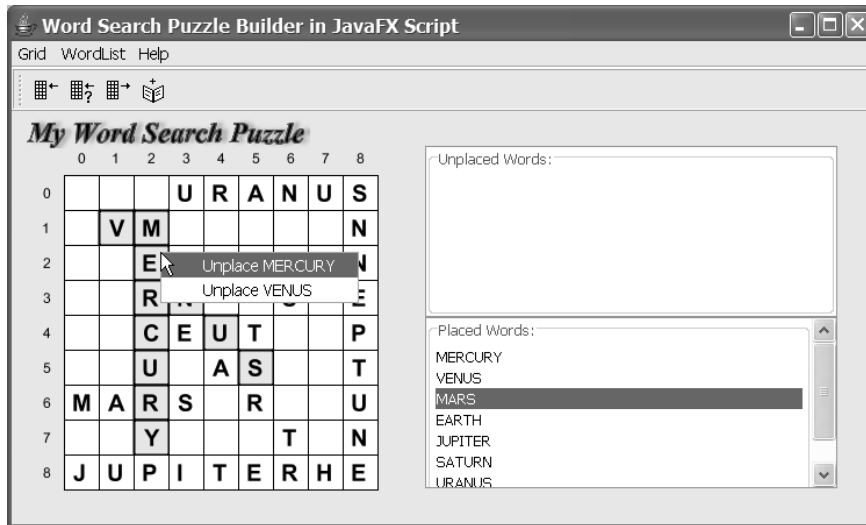 Word Search Puzzle Builder in JavaFX Script
Grid WordList Help
My Word Search Puzzle
0 1 2 3 4 5 6 7 8
0 U R A N U S
1 V M N
2 E
Unplace MERCURY
Unplace VENUS
3 R
4 C E U T P
5 U A S T
6 M A R S R U
7 Y T N
8 J U P I T E R H E
Unplaced Words:
Placed Words:
MERCURY
VENUS
MARS
EARTH
JUPITER
SATURN
URANUS